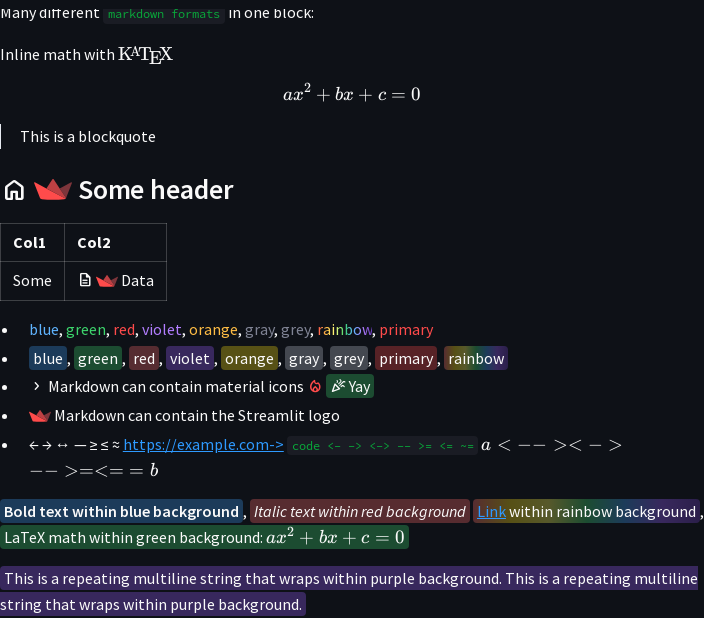 Many different markdown formats in one block:
Inline math with KATEX
ax² + bx + c = 0
This is a blockquote
Some header
Col1 Col2
Some Data
blue, green, red, violet, orange, gray, grey, rainbow, primary
blue, green, red, violet, orange, gray, grey, primary, rainbow
Markdown can contain material icons Yay
Markdown can contain the Streamlit logo
← → ↔ — ≥ ≤ ≈ https://example.com-> code <- -> <-> -- >= <= ~= a < −− >< − >
−− >=<= = b
Bold text within blue background, Italic text within red background Link within rainbow background,
LaTeX math within green background: ax² + bx + c = 0
This is a repeating multiline string that wraps within purple background. This is a repeating multiline
string that wraps within purple background.